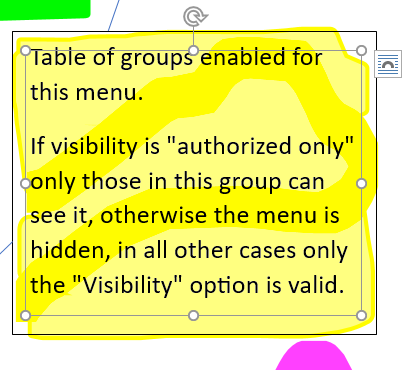 Table of groups enabled for
this menu.
If visibility is "authorized only"
only those in this group can
see it, otherwise the menu is
hidden, in all other cases only
the "Visibility" option is valid.